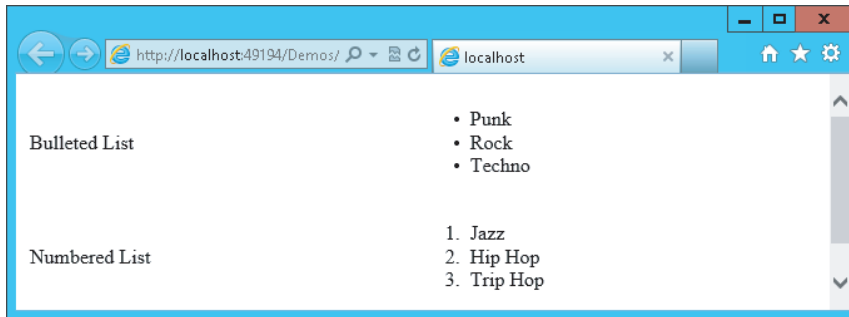 http://localhost:49194/Demos/
localhost
Bulleted List
• Punk
• Rock
• Techno
Numbered List
1. Jazz
2. Hip Hop
3. Trip Hop